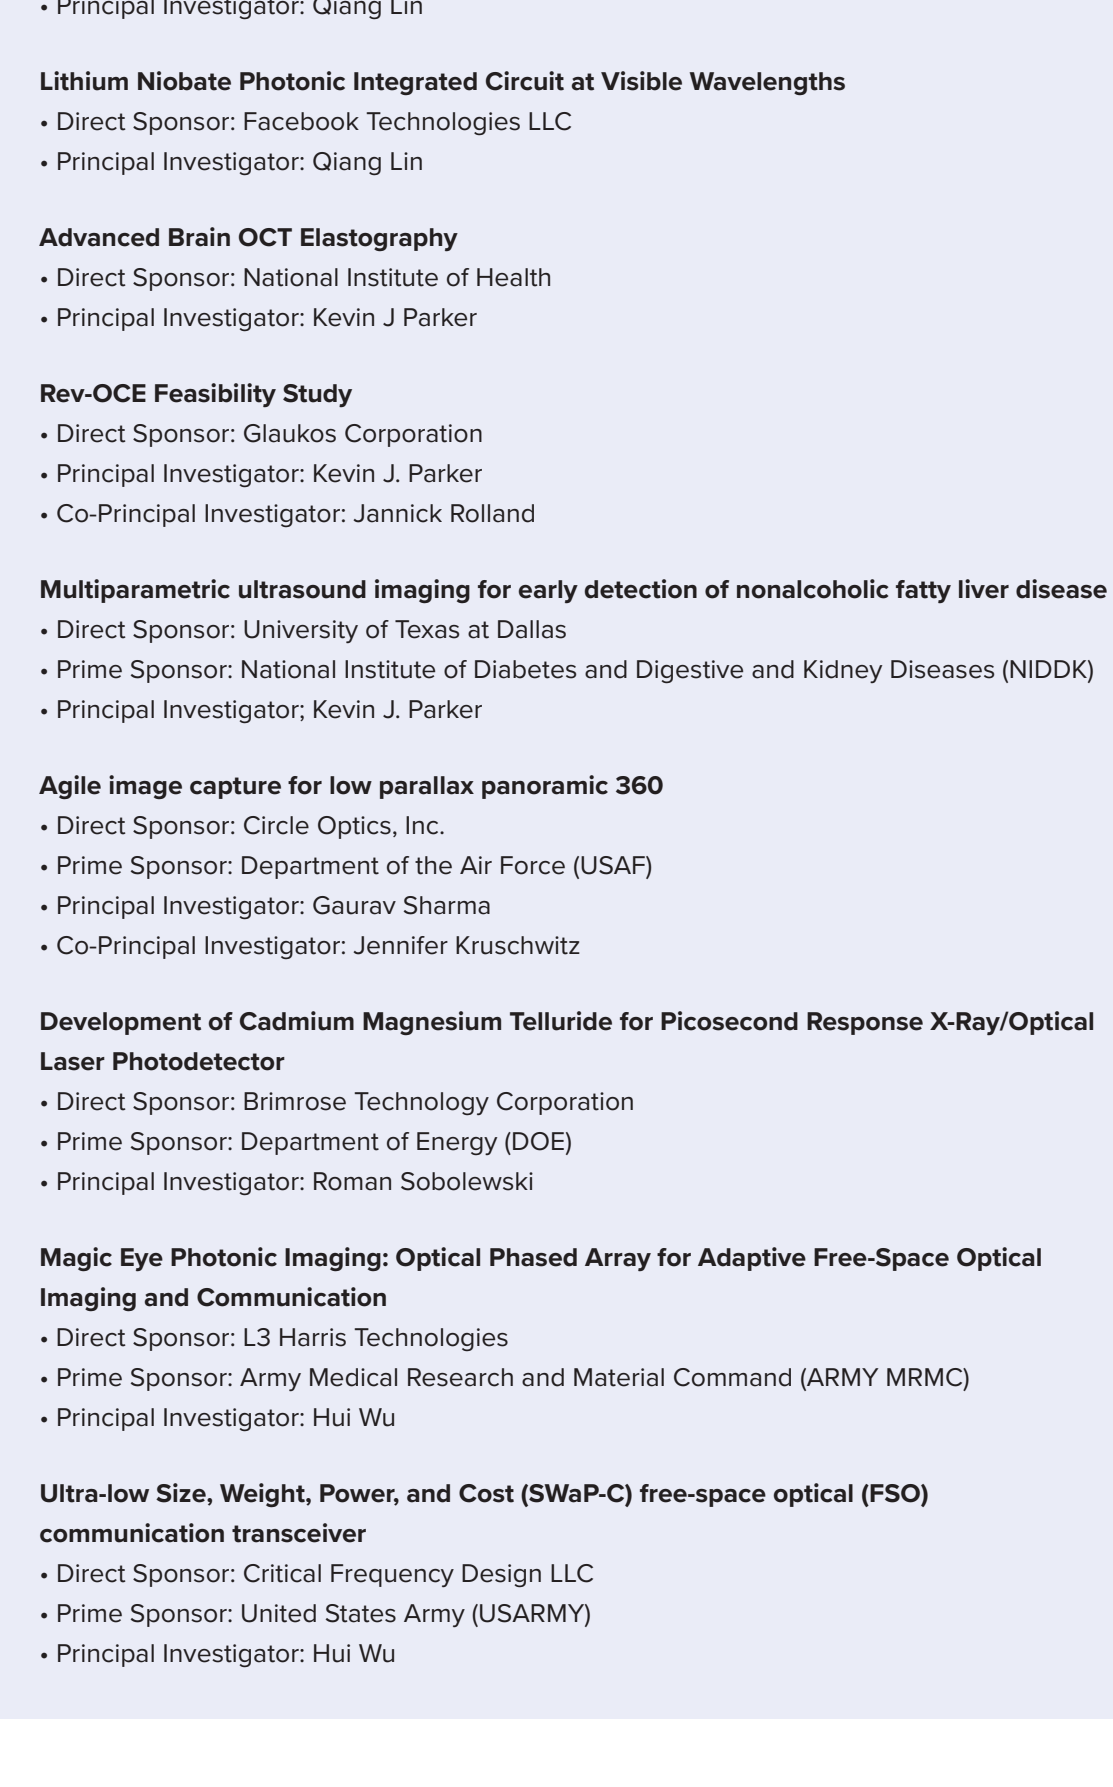 • Principal Investigator: Qiang Lin
Lithium Niobate Photonic Integrated Circuit at Visible Wavelengths
• Direct Sponsor: Facebook Technologies LLC
• Principal Investigator: Qiang Lin
Advanced Brain OCT Elastography
• Direct Sponsor: National Institute of Health
• Principal Investigator: Kevin J Parker
Rev-OCE Feasibility Study
• Direct Sponsor: Glaukos Corporation
• Principal Investigator: Kevin J. Parker
• Co-Principal Investigator: Jannick Rolland
Multiparametric ultrasound imaging for early detection of nonalcoholic fatty liver disease
• Direct Sponsor: University of Texas at Dallas
• Prime Sponsor: National Institute of Diabetes and Digestive and Kidney Diseases (NIDDK)
• Principal Investigator; Kevin J. Parker
Agile image capture for low parallax panoramic 360
• Direct Sponsor: Circle Optics, Inc.
• Prime Sponsor: Department of the Air Force (USAF)
• Principal Investigator: Gaurav Sharma
• Co-Principal Investigator: Jennifer Kruschwitz
Development of Cadmium Magnesium Telluride for Picosecond Response X-Ray/Optical
Laser Photodetector
• Direct Sponsor: Brimrose Technology Corporation
• Prime Sponsor: Department of Energy (DOE)
• Principal Investigator: Roman Sobolewski
Magic Eye Photonic Imaging: Optical Phased Array for Adaptive Free-Space Optical
Imaging and Communication
• Direct Sponsor: L3 Harris Technologies
• Prime Sponsor: Army Medical Research and Material Command (ARMY MRMC)
• Principal Investigator: Hui Wu
Ultra-low Size, Weight, Power, and Cost (SWaP-C) free-space optical (FSO)
communication transceiver
• Direct Sponsor: Critical Frequency Design LLC
• Prime Sponsor: United States Army (USARMY)
• Principal Investigator: Hui Wu